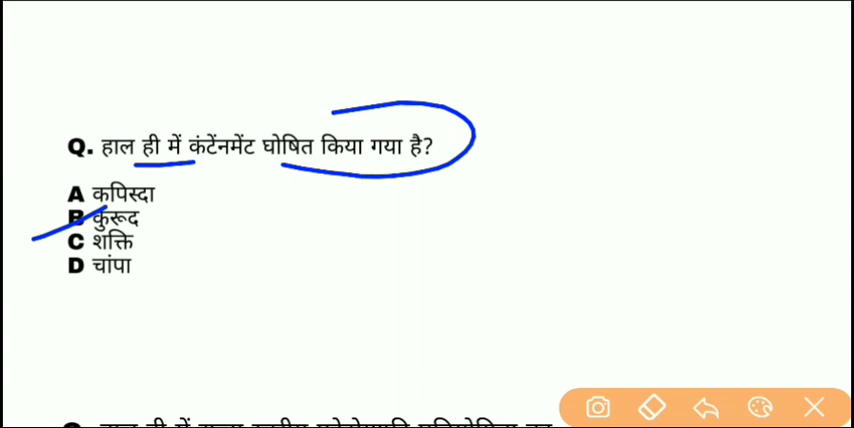 Q. हाल ही में कंटेंनमेंट घोषित किया गया है?
A कपिस्दा
B कुंरूद
C शक्ति
D चांपा